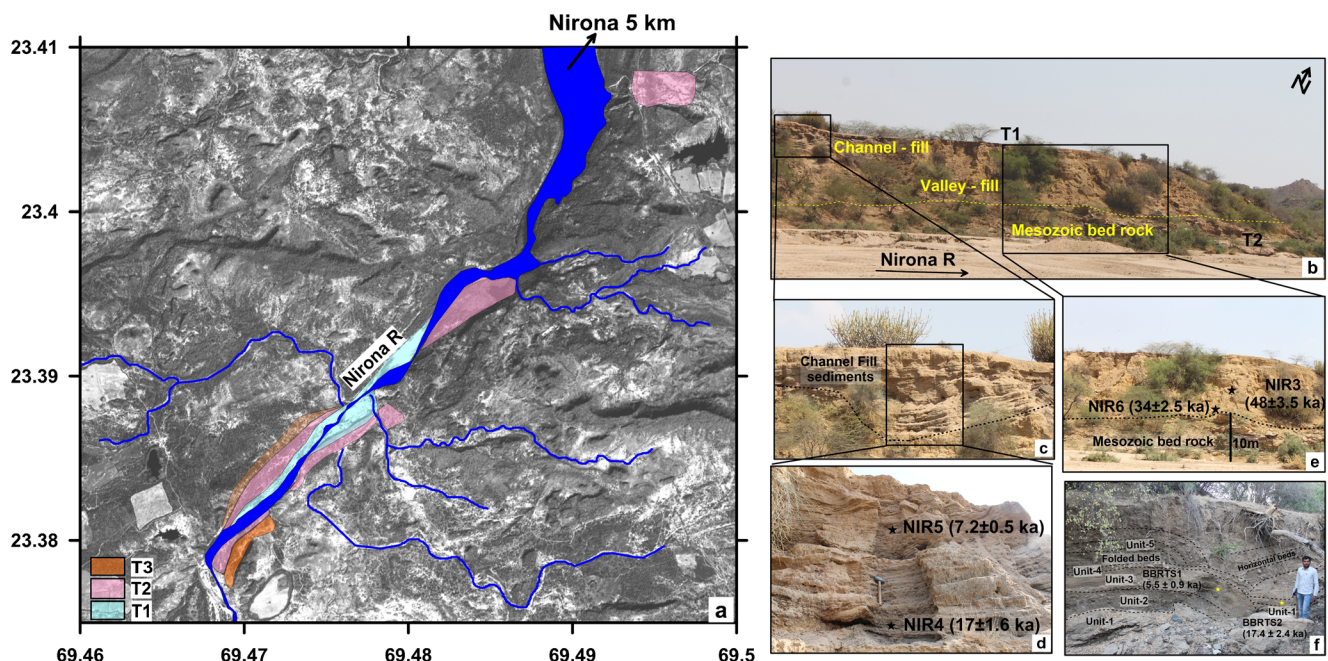 Nirona 5 km
23.41
23.4
23.39
23.38
69.46
69.47
69.48
69.49
69.5
Nirona R
T3
T2
T1
a
N
T1
Channel - fill
Valley - fill
Mesozoic bed rock
T2
Nirona R
b
Channel Fill
sediments
c
NIR3
(48±3.5 ka)
NIR6 (34±2.5 ka)
Mesozoic bed rock
10m
e
NIR5 (7.2±0.5 ka)
NIR4 (17±1.6 ka)
d
Unit-5
Folded beds
Horizontal beds
Unit-4
Unit-3
BBRTS1
(5.5 ± 0.9 ka)
Unit-2
Unit-1
Unit-1
BBRTS2
(17.4 ± 2.4 ka)
f